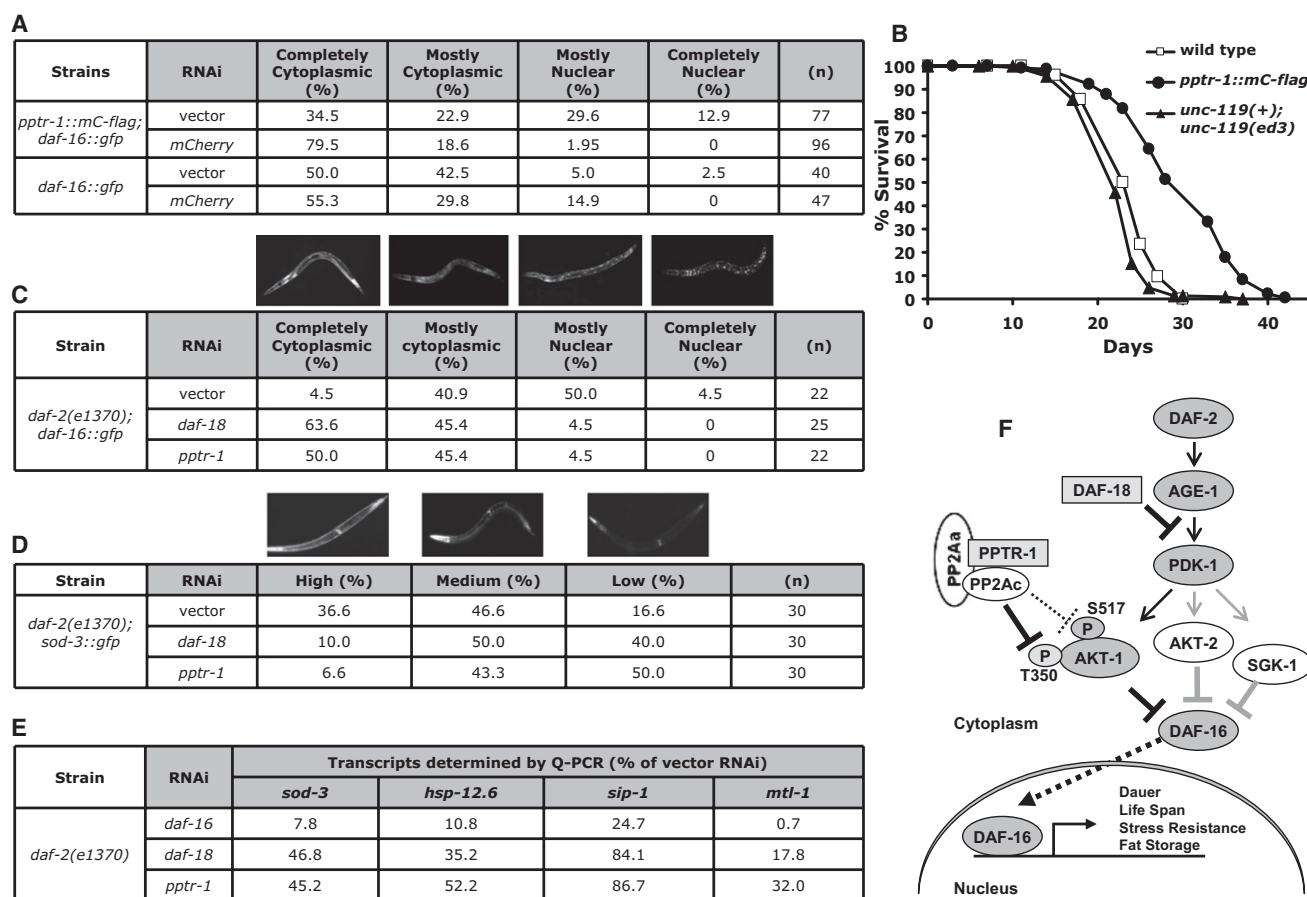 A
Strains RNAi Completely Cytoplasmic (%) Mostly Cytoplasmic (%) Mostly Nuclear (%) Completely Nuclear (%) (n)
pptr-1::mC-flag; daf-16::gfp vector 34.5 22.9 29.6 12.9 77
mCherry 79.5 18.6 1.95 0 96
daf-16::gfp vector 50.0 42.5 5.0 2.5 40
mCherry 55.3 29.8 14.9 0 47
B
wild type
pptr-1::mC-flag
unc-119(+);
unc-119(ed3)
% Survival
100
90
80
70
60
50
40
30
20
10
0
0 10 20 30 40
Days
C
Strain RNAi Completely Cytoplasmic (%) Mostly cytoplasmic (%) Mostly Nuclear (%) Completely Nuclear (%) (n)
daf-2(e1370); daf-16::gfp vector 4.5 40.9 50.0 4.5 22
daf-18 63.6 45.4 4.5 0 25
pptr-1 50.0 45.4 4.5 0 22
D
Strain RNAi High (%) Medium (%) Low (%) (n)
daf-2(e1370); sod-3::gfp vector 36.6 46.6 16.6 30
daf-18 10.0 50.0 40.0 30
pptr-1 6.6 43.3 50.0 30
E
Strain RNAi Transcripts determined by Q-PCR (% of vector RNAi)
sod-3 hsp-12.6 sip-1 mtl-1
daf-2(e1370) daf-16 7.8 10.8 24.7 0.7
daf-18 46.8 35.2 84.1 17.8
pptr-1 45.2 52.2 86.7 32.0
F
DAF-2
DAF-18
AGE-1
PP2Aa
PPTR-1
PP2Ac
PDK-1
S517
P
P
T350
AKT-1
AKT-2
SGK-1
Cytoplasm
DAF-16
Dauer
Life Span
Stress Resistance
Fat Storage
DAF-16
Nucleus